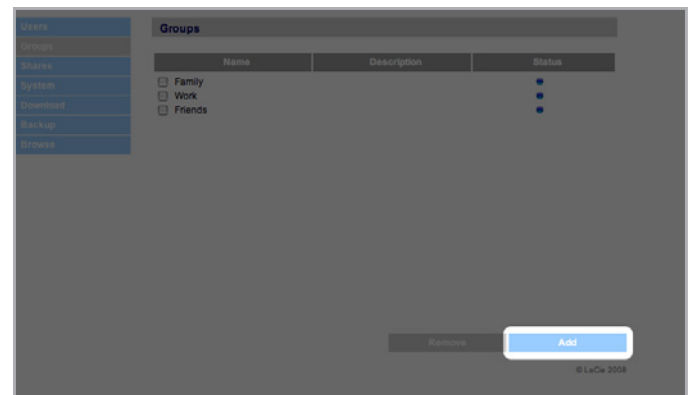 Users
Groups
Groups
Shares
System
Download
Backup
Browse
Name Description Status
Family
Work
Friends
Remove Add
© LaCie 2008